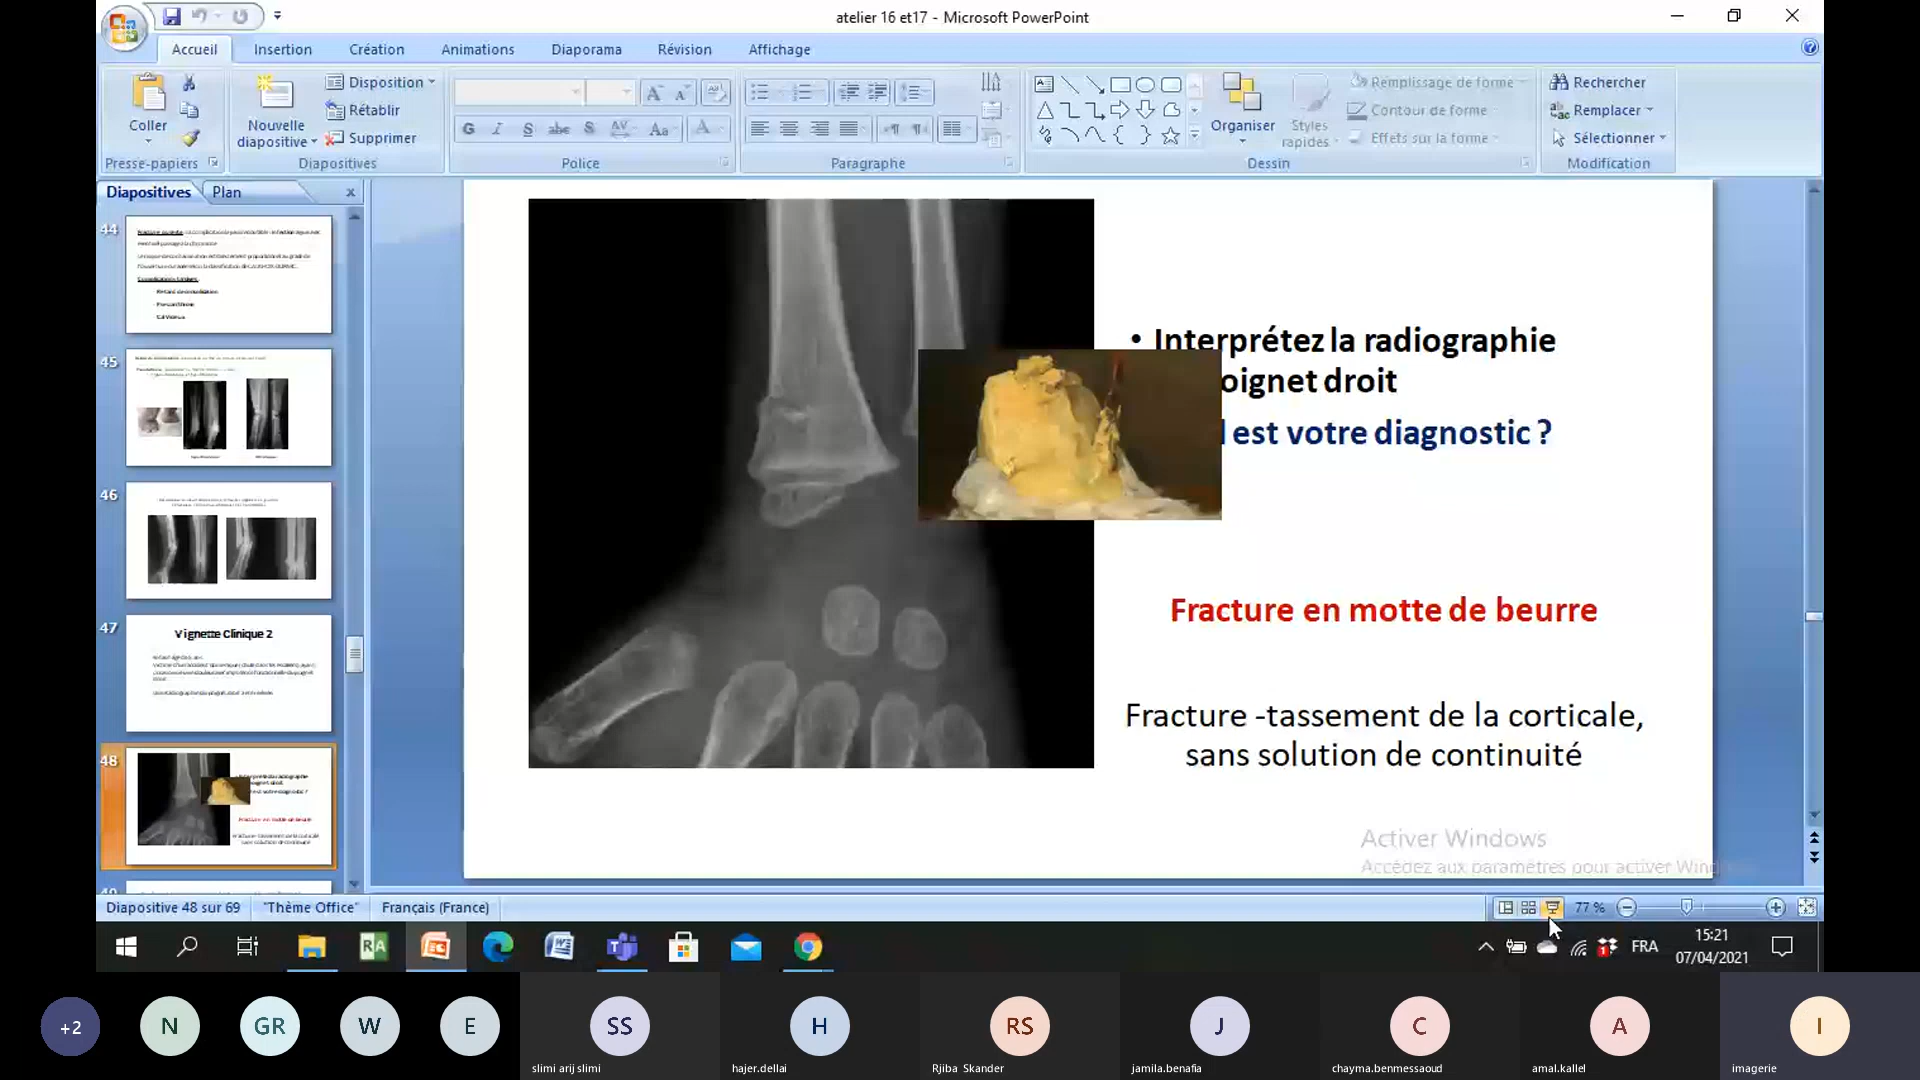 atelier 16 et17 - Microsoft PowerPoint
Accueil Insertion Création Animations Diaporama Révision Affichage
Coller
Presse-papiers
Nouvelle diapositive
Disposition
Rétablir
Supprimer
Diapositives
G I S abc S AV Aa A
Police
Paragraphe
Organiser
Styles rapides
Remplissage de forme
Contour de forme
Effets sur la forme
Dessin
Rechercher
Remplacer
Sélectionner
Modification
Diapositives Plan
44
45
46
47
Vignette Clinique 2
48
• Interprétez la radiographie
oignet droit
l est votre diagnostic ?
Fracture en motte de beurre
Fracture -tassement de la corticale,
sans solution de continuité
Activer Windows
Accédez aux paramètres pour activer Wind
Diapositive 48 sur 69 "Thème Office" Français (France) 77 %
FRA
15:21
07/04/2021
+2 N GR W E SS H RS J C A I
slimi arij slimi hajer.dellai Rjiba Skander jamila.benafia chayma.benmessaoud amal.kallel imagerie